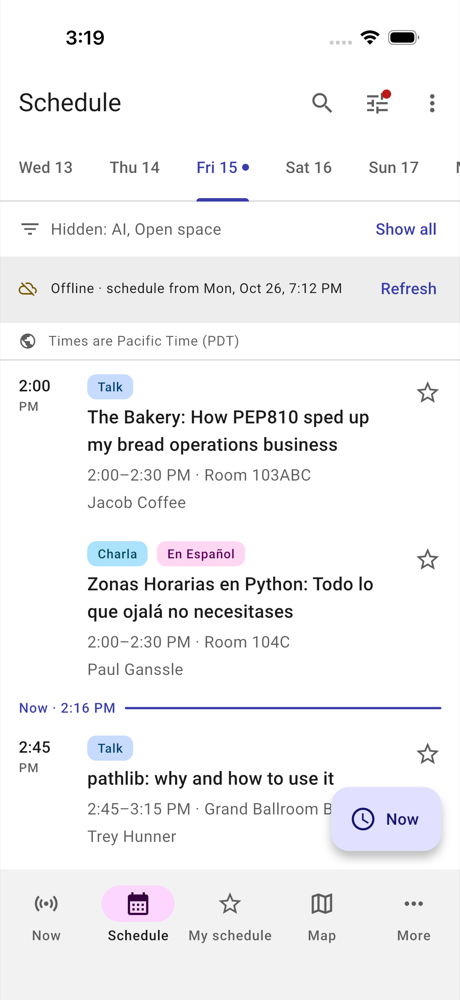 3:19
Schedule
Wed 13 Thu 14 Fri 15 Sat 16 Sun 17
Hidden: AI, Open space Show all
Offline · schedule from Mon, Oct 26, 7:12 PM Refresh
Times are Pacific Time (PDT)
2:00 PM
Talk
The Bakery: How PEP810 sped up
my bread operations business
2:00–2:30 PM · Room 103ABC
Jacob Coffee
Charla En Español
Zonas Horarias en Python: Todo lo
que ojalá no necesitases
2:00–2:30 PM · Room 104C
Paul Ganssle
Now · 2:16 PM
2:45 PM
Talk
pathlib: why and how to use it
2:45–3:15 PM · Grand Ballroom B
Trey Hunner
Now
Now Schedule My schedule Map More